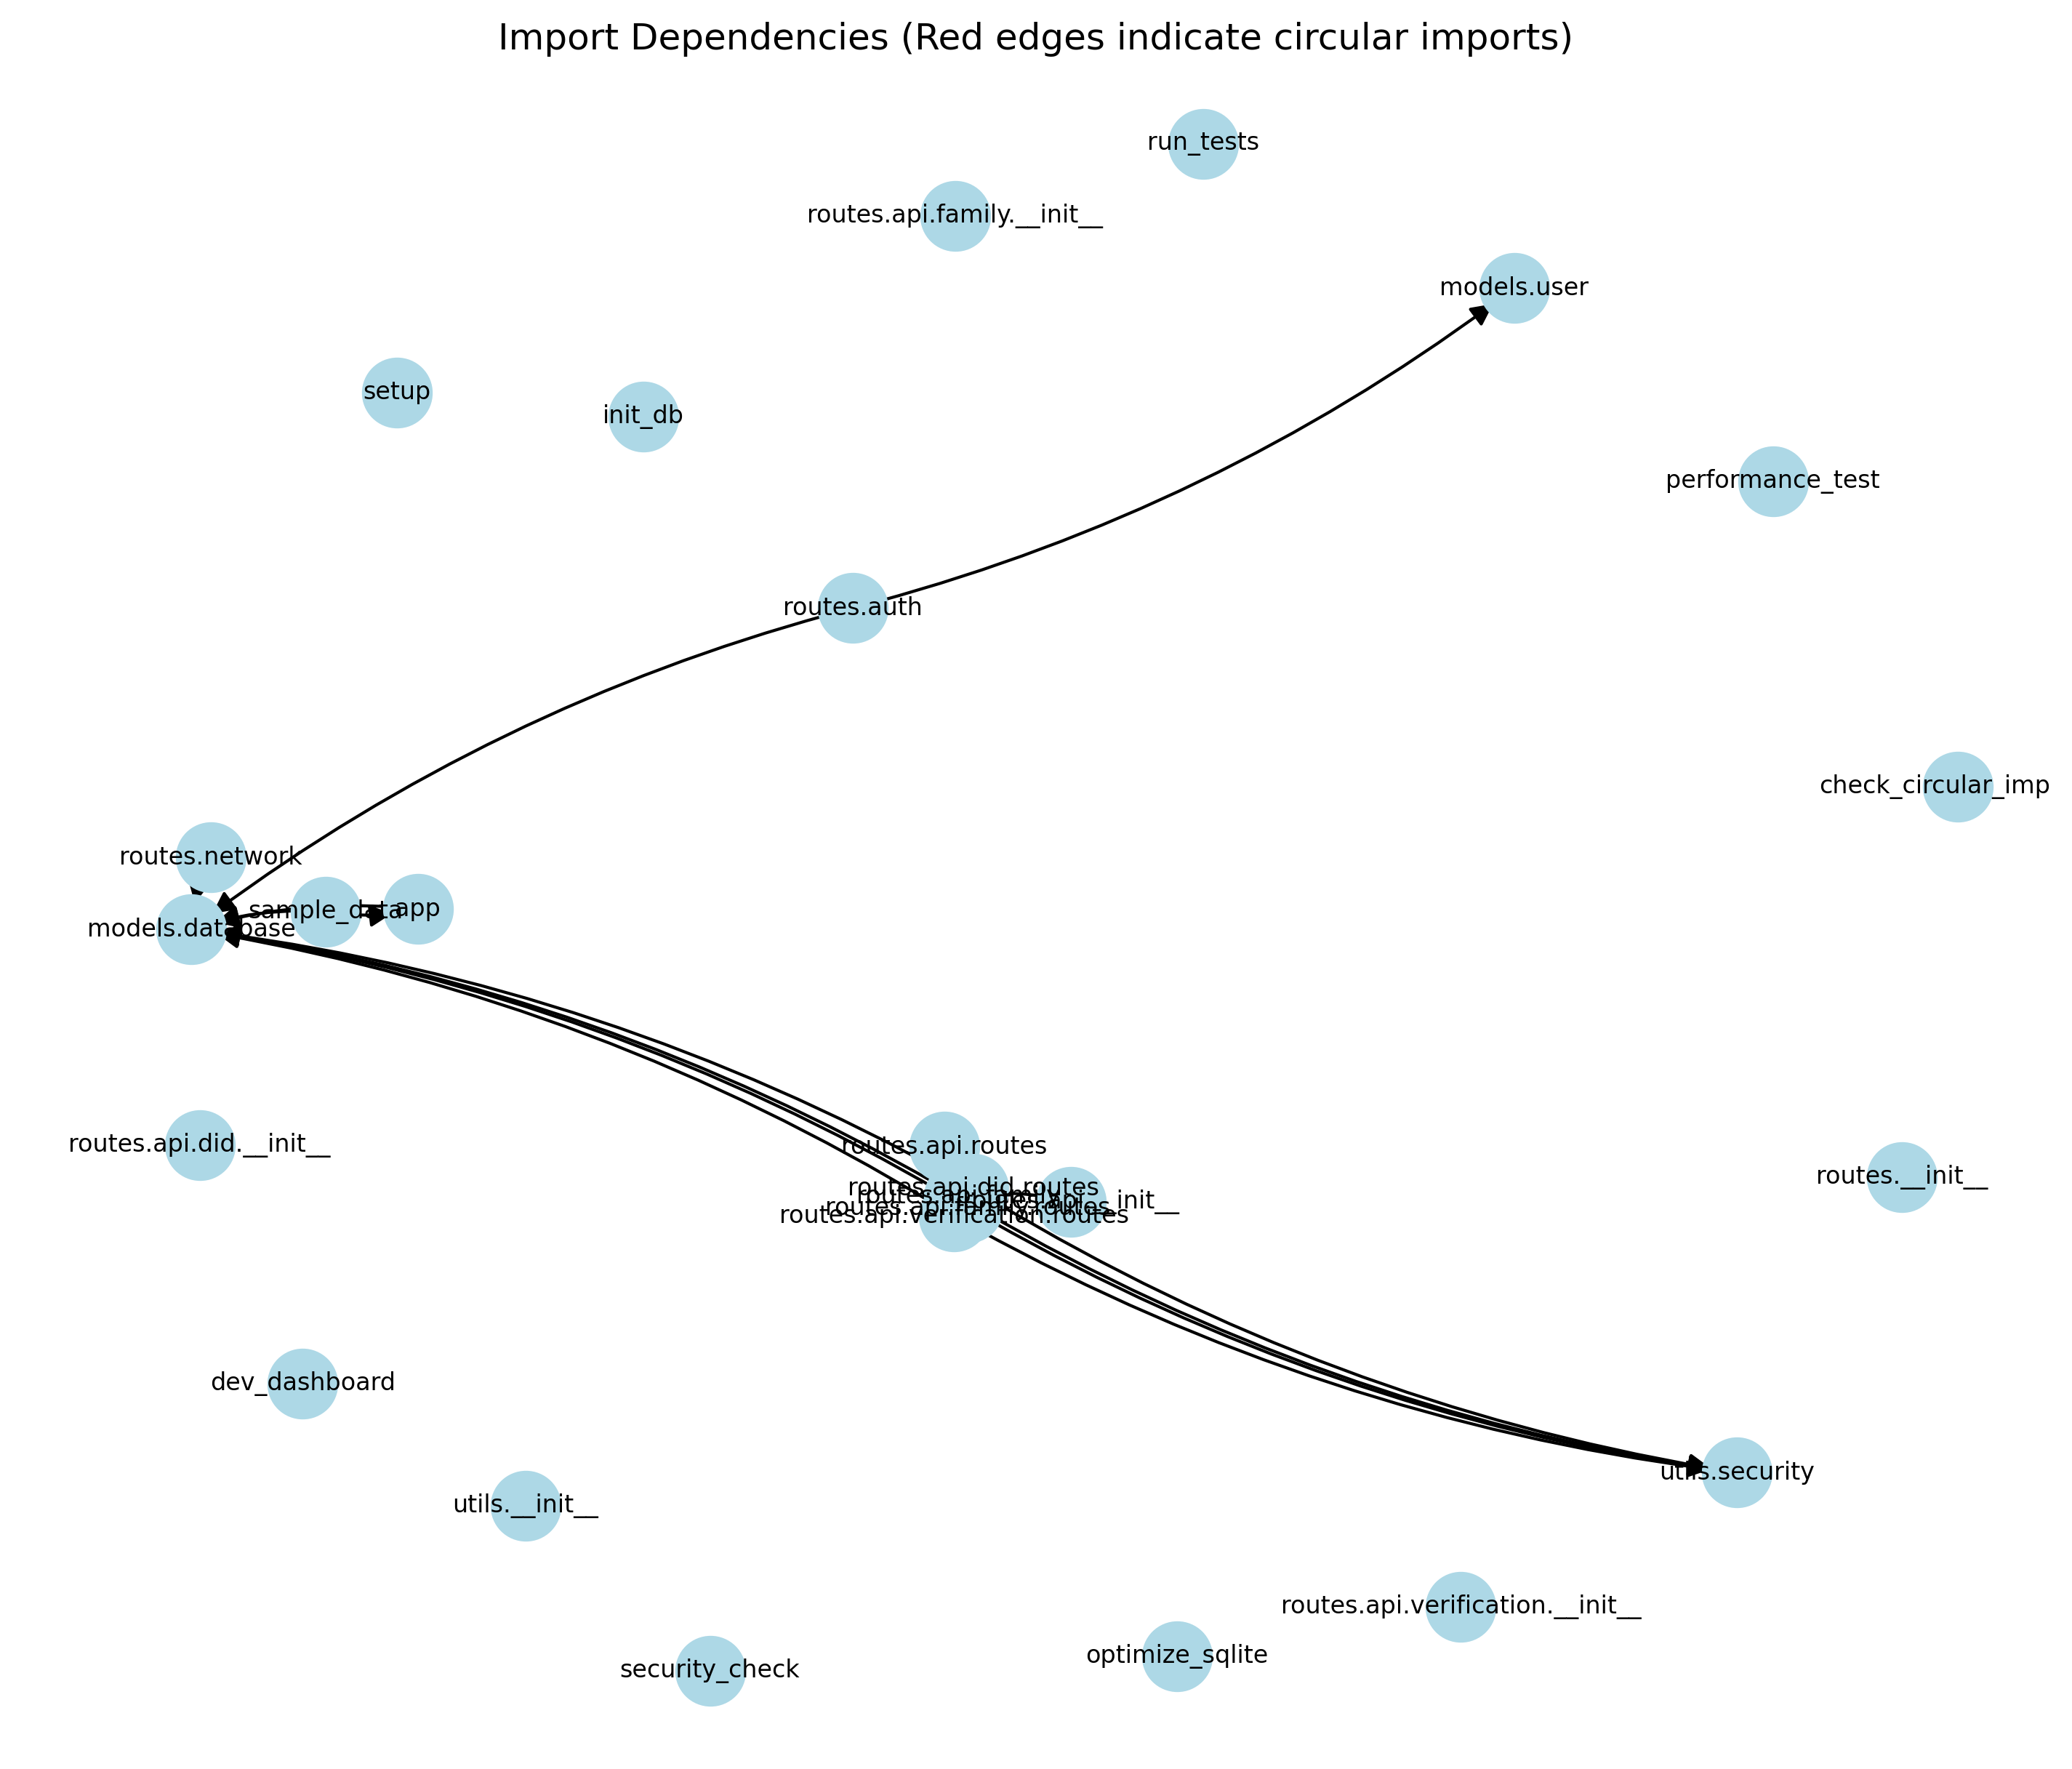 Import Dependencies (Red edges indicate circular imports)
run_tests
routes.api.family.__init__
models.user
setup
init_db
performance_test
routes.auth
check_circular_imp
routes.network
sample_data
app
models.database
routes.api.did.__init__
routes.api.routes
routes.__init__
routes.api.did.routes
routes.api.family.routes
routes.api.verification.routes
dev_dashboard
utils.security
utils.__init__
routes.api.verification.__init__
optimize_sqlite
security_check